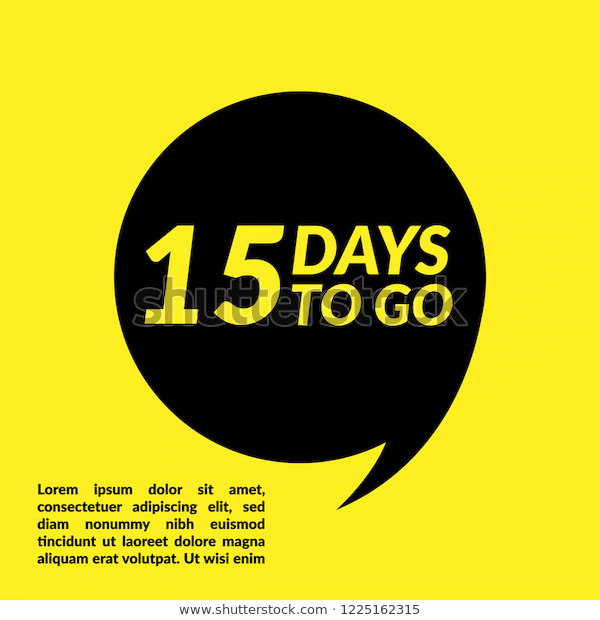 15 DAYS
TO GO
shutterstock
Lorem ipsum dolor sit amet,
consectetuer adipiscing elit, sed
diam nonummy nibh euismod
tincidunt ut laoreet dolore magna
aliquam erat volutpat. Ut wisi enim
shutterstock.com • 1225162315